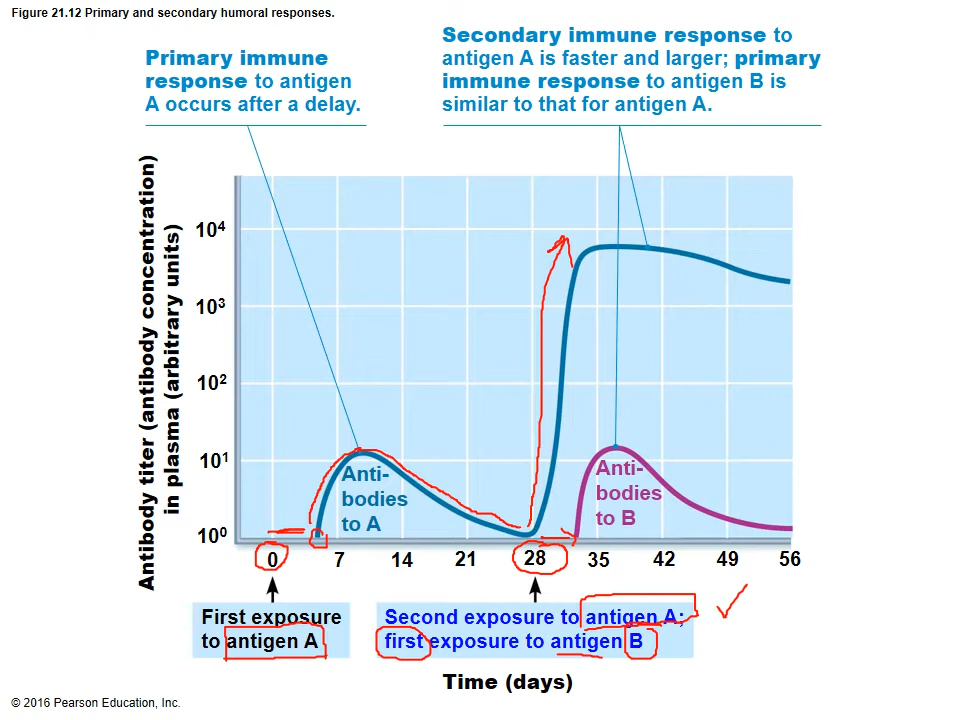 Figure 21.12 Primary and secondary humoral responses.
Primary immune
response to antigen
A occurs after a delay.
Secondary immune response to
antigen A is faster and larger; primary
immune response to antigen B is
similar to that for antigen A.
Antibody titer (antibody concentration)
in plasma (arbitrary units)
10⁴
10³
10²
10¹
10⁰
Anti-
bodies
to A
Anti-
bodies
to B
0 7 14 21 28 35 42 49 56
First exposure
to antigen A
Second exposure to antigen A;
first exposure to antigen B
Time (days)
© 2016 Pearson Education, Inc.